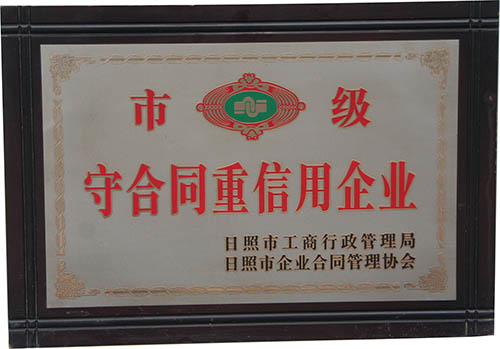 市 级
守合同重信用企业
日照市工商行政管理局
日照市企业合同管理协会